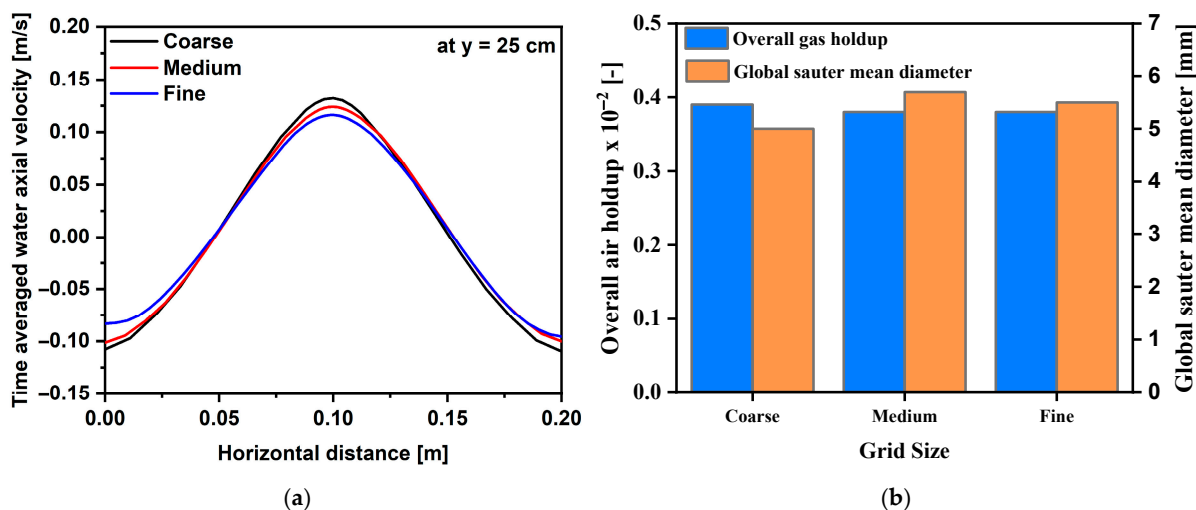 Time averaged water axial velocity [m/s]
0.20
0.15
0.10
0.05
0.00
−0.05
−0.10
−0.15
Coarse
Medium
Fine
at y = 25 cm
0.00 0.05 0.10 0.15 0.20
Horizontal distance [m]
(a)
Overall air holdup x 10⁻² [-]
0.5
0.4
0.3
0.2
0.1
0.0
Overall gas holdup
Global sauter mean diameter
7
6
5
4
3
2
1
0
Global sauter mean diameter [mm]
Coarse Medium Fine
Grid Size
(b)